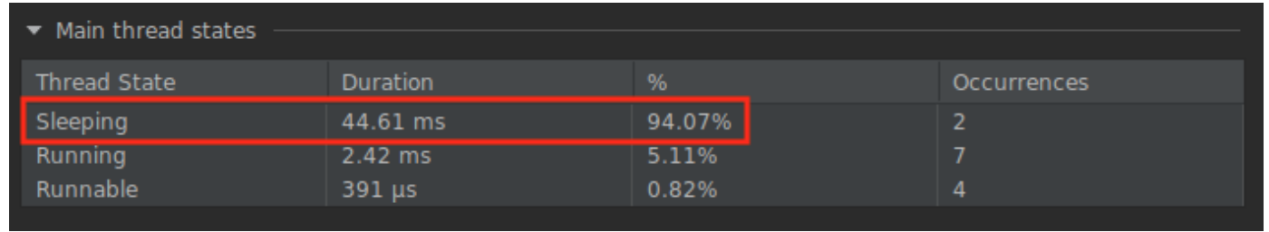 Main thread states
Thread State Duration % Occurrences
Sleeping 44.61 ms 94.07% 2
Running 2.42 ms 5.11% 7
Runnable 391 μs 0.82% 4